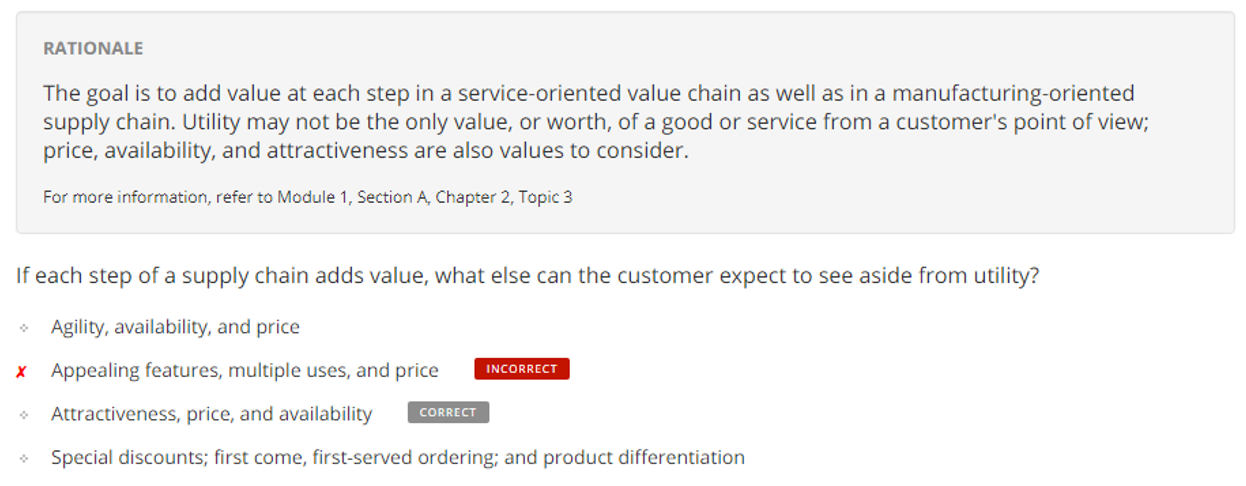 RATIONALE
The goal is to add value at each step in a service-oriented value chain as well as in a manufacturing-oriented
supply chain. Utility may not be the only value, or worth, of a good or service from a customer's point of view;
price, availability, and attractiveness are also values to consider.
For more information, refer to Module 1, Section A, Chapter 2, Topic 3
If each step of a supply chain adds value, what else can the customer expect to see aside from utility?
Agility, availability, and price
✗ Appealing features, multiple uses, and price INCORRECT
Attractiveness, price, and availability CORRECT
Special discounts; first come, first-served ordering; and product differentiation